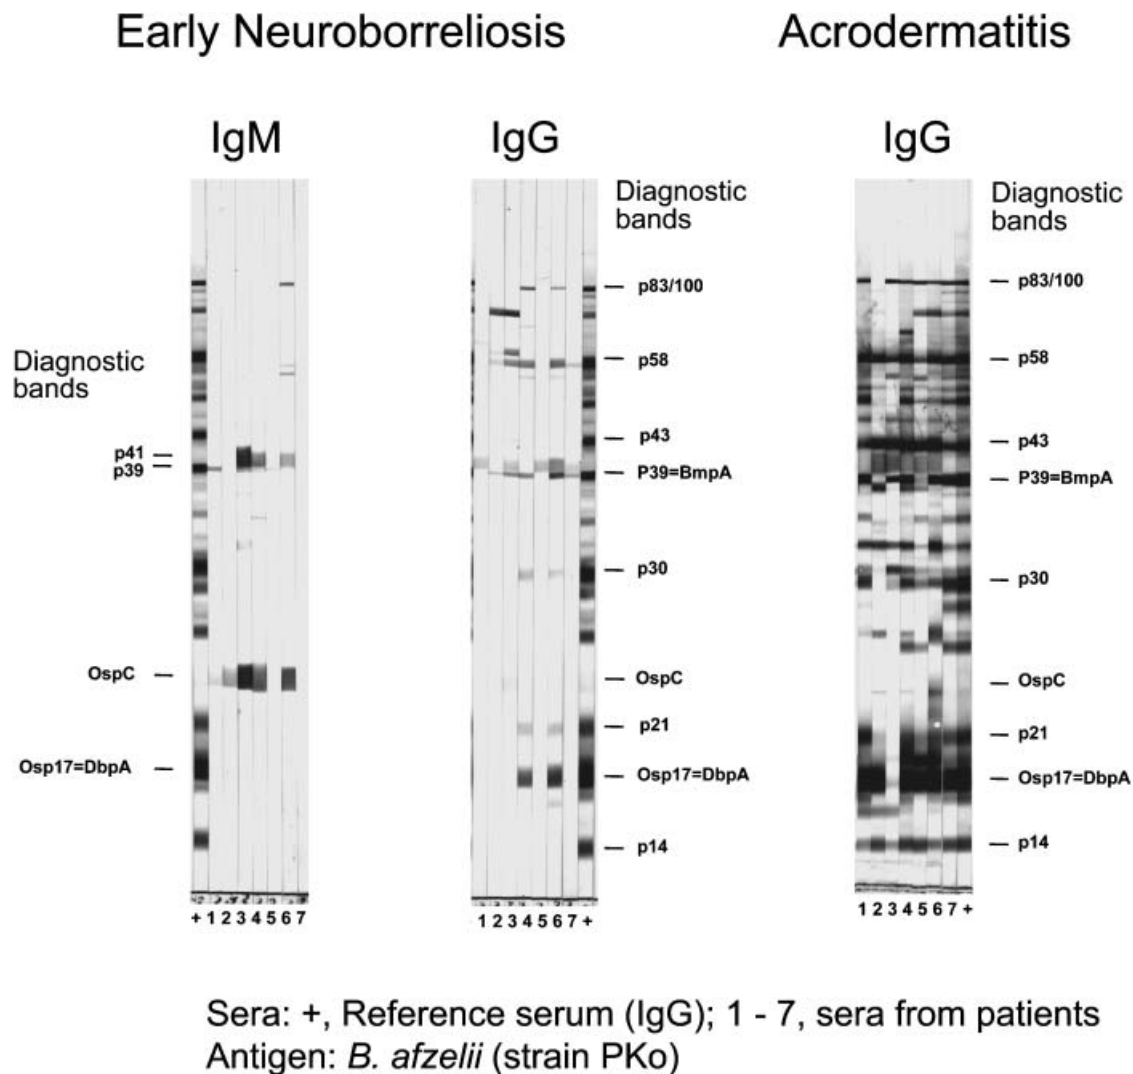 Early Neuroborreliosis
Acrodermatitis
IgM
IgG
IgG
Diagnostic
bands
p41
p39
OspC
Osp17=DbpA
+ 1 2 3 4 5 6 7
Diagnostic
bands
p83/100
p58
p43
P39=BmpA
p30
OspC
p21
Osp17=DbpA
p14
1 2 3 4 5 6 7 +
Diagnostic
bands
p83/100
p58
p43
P39=BmpA
p30
OspC
p21
Osp17=DbpA
p14
1 2 3 4 5 6 7 +
Sera: +, Reference serum (IgG); 1 - 7, sera from patients
Antigen: B. afzelii (strain PKo)